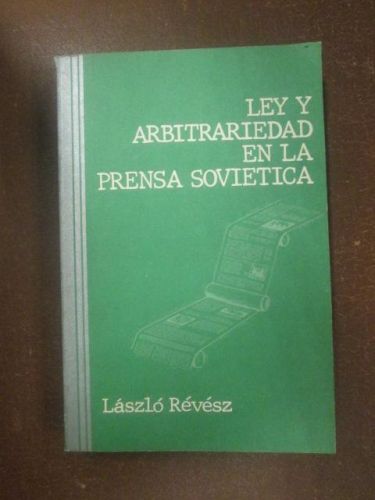 LEY Y
ARBITRARIEDAD
EN LA
PRENSA SOVIETICA
László Révész